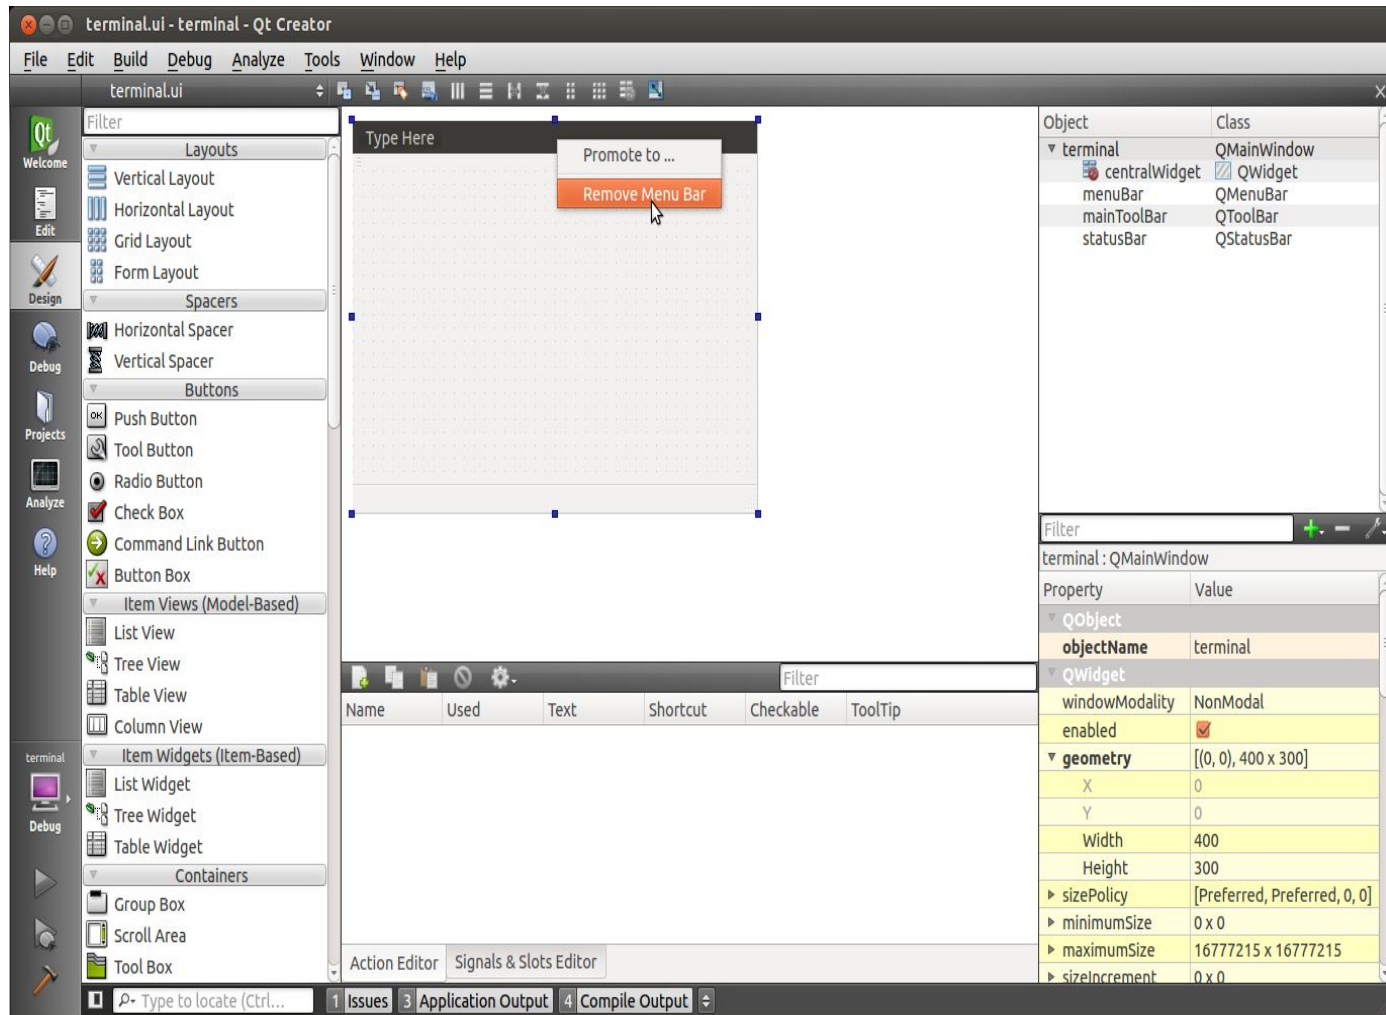 terminal.ui - terminal - Qt Creator
File Edit Build Debug Analyze Tools Window Help
terminal.ui
Qt
Welcome
Edit
Design
Debug
Projects
Analyze
Help
terminal
Debug
Filter
Layouts
Vertical Layout
Horizontal Layout
Grid Layout
Form Layout
Spacers
Horizontal Spacer
Vertical Spacer
Buttons
OK Push Button
Tool Button
Radio Button
Check Box
Command Link Button
Button Box
Item Views (Model-Based)
List View
Tree View
Table View
Column View
Item Widgets (Item-Based)
List Widget
Tree Widget
Table Widget
Containers
Group Box
Scroll Area
Tool Box
Type Here
Promote to ...
Remove Menu Bar
Filter
Name Used Text Shortcut Checkable ToolTip
Action Editor Signals & Slots Editor
Object Class
terminal QMainWindow
centralWidget QWidget
menuBar QMenuBar
mainToolBar QToolBar
statusBar QStatusBar
Filter
terminal : QMainWindow
Property Value
QObject
objectName terminal
QWidget
windowModality NonModal
enabled
geometry [(0, 0), 400 x 300]
X 0
Y 0
Width 400
Height 300
sizePolicy [Preferred, Preferred, 0, 0]
minimumSize 0 x 0
maximumSize 16777215 x 16777215
sizeIncrement 0 x 0
Type to locate (Ctrl... 1 Issues 3 Application Output 4 Compile Output